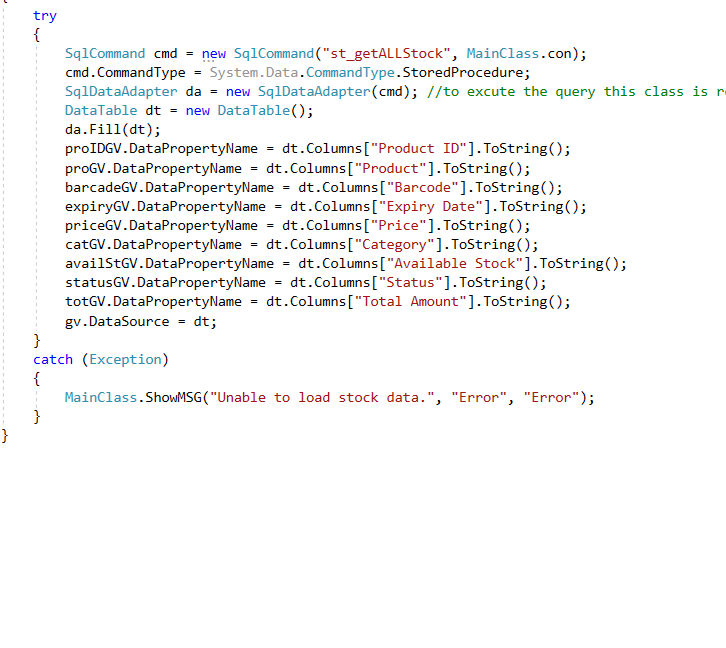 try
{
SqlCommand cmd = new SqlCommand("st_getALLStock", MainClass.con);
cmd.CommandType = System.Data.CommandType.StoredProcedure;
SqlDataAdapter da = new SqlDataAdapter(cmd); //to excute the query this class is
DataTable dt = new DataTable();
da.Fill(dt);
proIDGV.DataPropertyName = dt.Columns["Product ID"].ToString();
proGV.DataPropertyName = dt.Columns["Product"].ToString();
barcadeGV.DataPropertyName = dt.Columns["Barcode"].ToString();
expiryGV.DataPropertyName = dt.Columns["Expiry Date"].ToString();
priceGV.DataPropertyName = dt.Columns["Price"].ToString();
catGV.DataPropertyName = dt.Columns["Category"].ToString();
availStGV.DataPropertyName = dt.Columns["Available Stock"].ToString();
statusGV.DataPropertyName = dt.Columns["Status"].ToString();
totGV.DataPropertyName = dt.Columns["Total Amount"].ToString();
gv.DataSource = dt;
}
catch (Exception)
{
MainClass.ShowMSG("Unable to load stock data.", "Error", "Error");
}
}